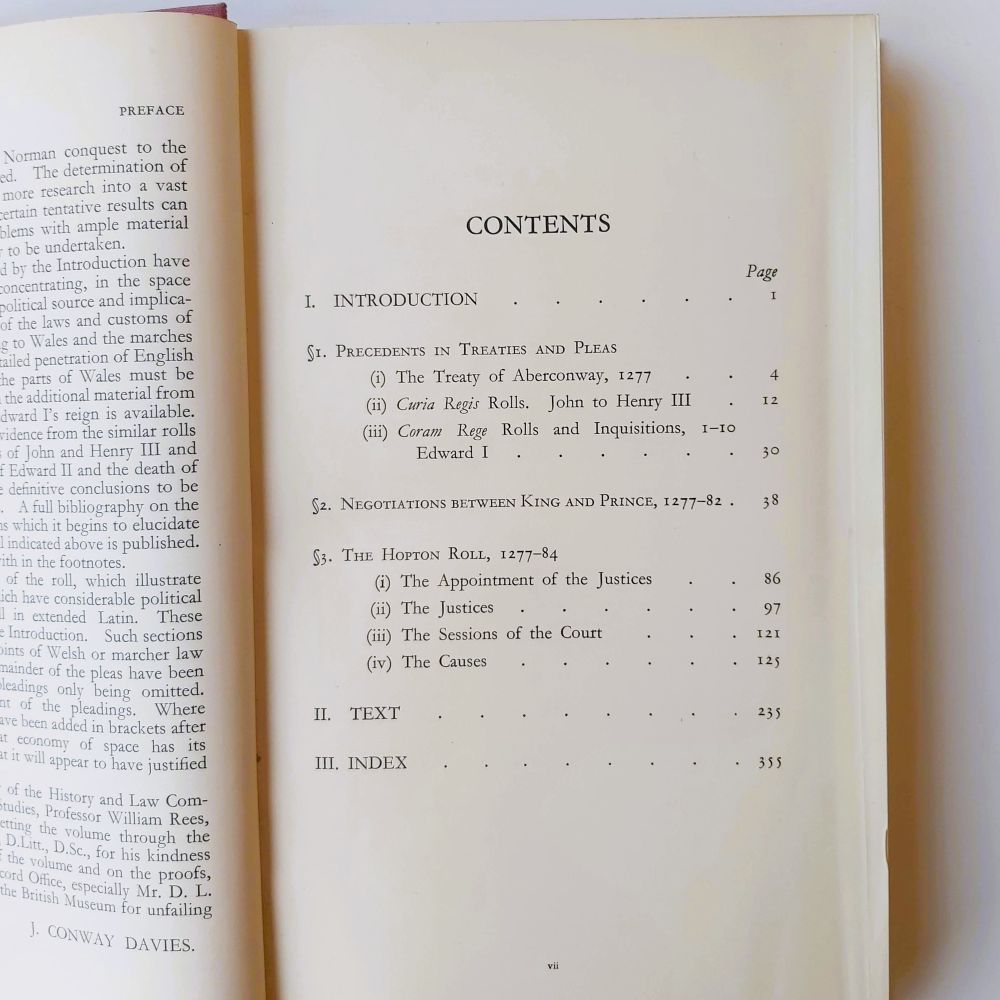 PREFACE
Norman conquest to the
ed. The determination of
more research into a vast
certain tentative results can
blems with ample material
to be undertaken.
d by the Introduction have
concentrating, in the space
political source and implica-
of the laws and customs of
g to Wales and the marches
tailed penetration of English
he parts of Wales must be
the additional material from
dward I's reign is available.
vidence from the similar rolls
s of John and Henry III and
f Edward II and the death of
e definitive conclusions to be
. A full bibliography on the
ns which it begins to elucidate
l indicated above is published.
ith in the footnotes.
of the roll, which illustrate
ich have considerable political
ll in extended Latin. These
e Introduction. Such sections
oints of Welsh or marcher law
mainder of the pleas have been
pleadings only being omitted.
nt of the pleadings. Where
ave been added in brackets after
at economy of space has its
at it will appear to have justified
of the History and Law Com-
Studies, Professor William Rees,
etting the volume through the
D.Litt., D.Sc., for his kindness
f the volume and on the proofs,
cord Office, especially Mr. D. L.
the British Museum for unfailing
J. CONWAY DAVIES.
CONTENTS
Page
I. INTRODUCTION . . . . . . 1
§1. PRECEDENTS IN TREATIES AND PLEAS
(i) The Treaty of Aberconway, 1277 . . 4
(ii) Curia Regis Rolls. John to Henry III . 12
(iii) Coram Rege Rolls and Inquisitions, 1–10
Edward I . . . . . . 30
§2. NEGOTIATIONS BETWEEN KING AND PRINCE, 1277–82 . 38
§3. THE HOPTON ROLL, 1277–84
(i) The Appointment of the Justices . . 86
(ii) The Justices . . . . . . 97
(iii) The Sessions of the Court . . . 121
(iv) The Causes . . . . . . 125
II. TEXT . . . . . . . . 235
III. INDEX . . . . . . . . 355
vii